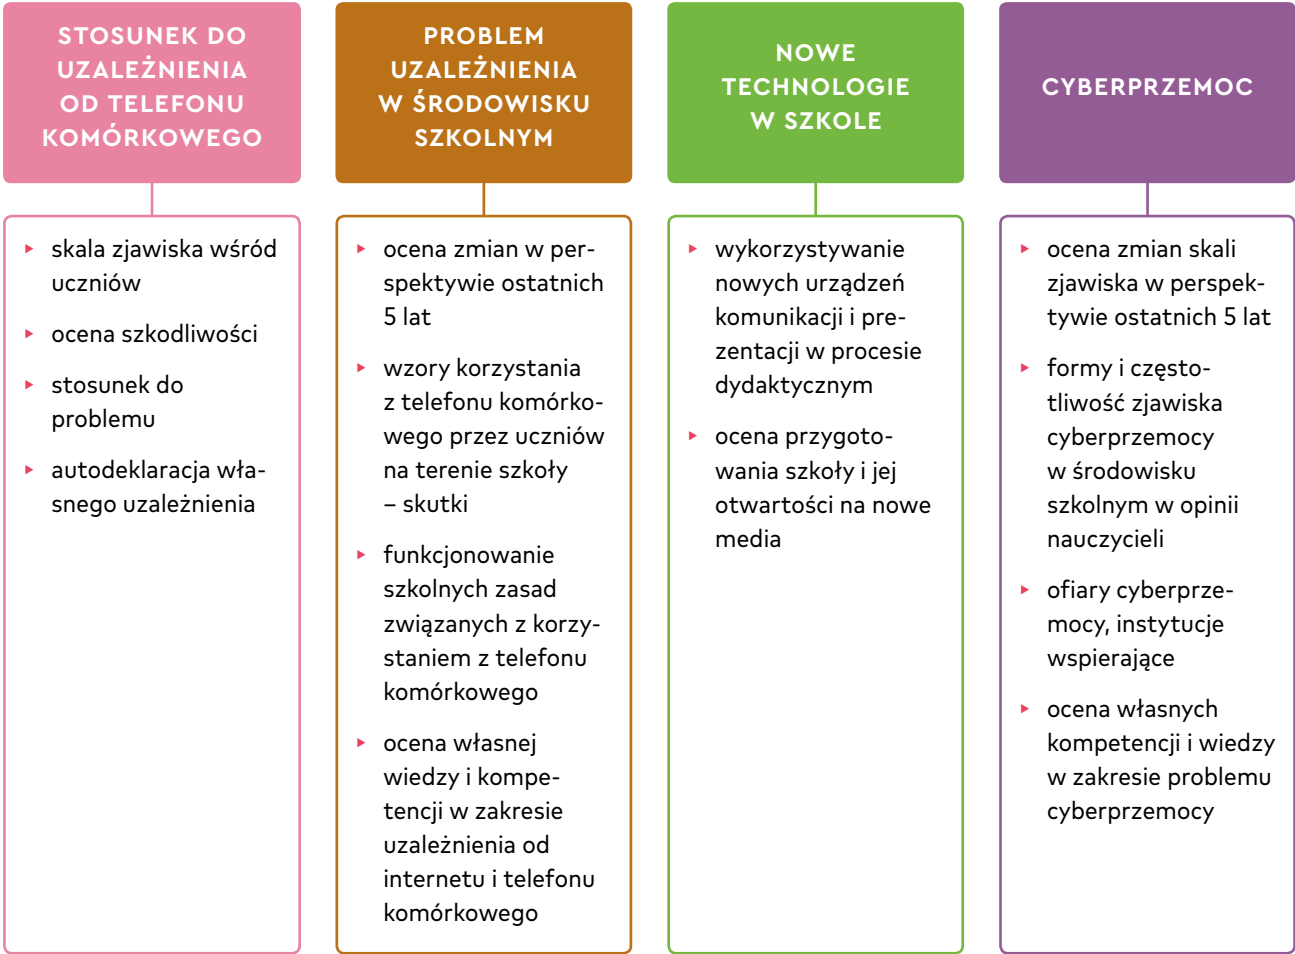 STOSUNEK DO
UZALEŻNIENIA
OD TELEFONU
KOMÓRKOWEGO
skala zjawiska wśród
uczniów
ocena szkodliwości
stosunek do
problemu
autodeklaracja wła-
snego uzależnienia
PROBLEM
UZALEŻNIENIA
W ŚRODOWISKU
SZKOLNYM
ocena zmian w per-
spektywie ostatnich
5 lat
wzory korzystania
z telefonu komórko-
wego przez uczniów
na terenie szkoły
– skutki
funkcjonowanie
szkolnych zasad
związanych z korzy-
staniem z telefonu
komórkowego
ocena własnej
wiedzy i kompe-
tencji w zakresie
uzależnienia od
internetu i telefonu
komórkowego
NOWE
TECHNOLOGIE
W SZKOLE
wykorzystywanie
nowych urządzeń
komunikacji i pre-
zentacji w procesie
dydaktycznym
ocena przygoto-
wania szkoły i jej
otwartości na nowe
media
CYBERPRZEMOC
ocena zmian skali
zjawiska w perspek-
tywie ostatnich 5 lat
formy i często-
tliwość zjawiska
cyberprzemocy
w środowisku
szkolnym w opinii
nauczycieli
ofiary cyberprze-
mocy, instytucje
wspierające
ocena własnych
kompetencji i wiedzy
w zakresie problemu
cyberprzemocy